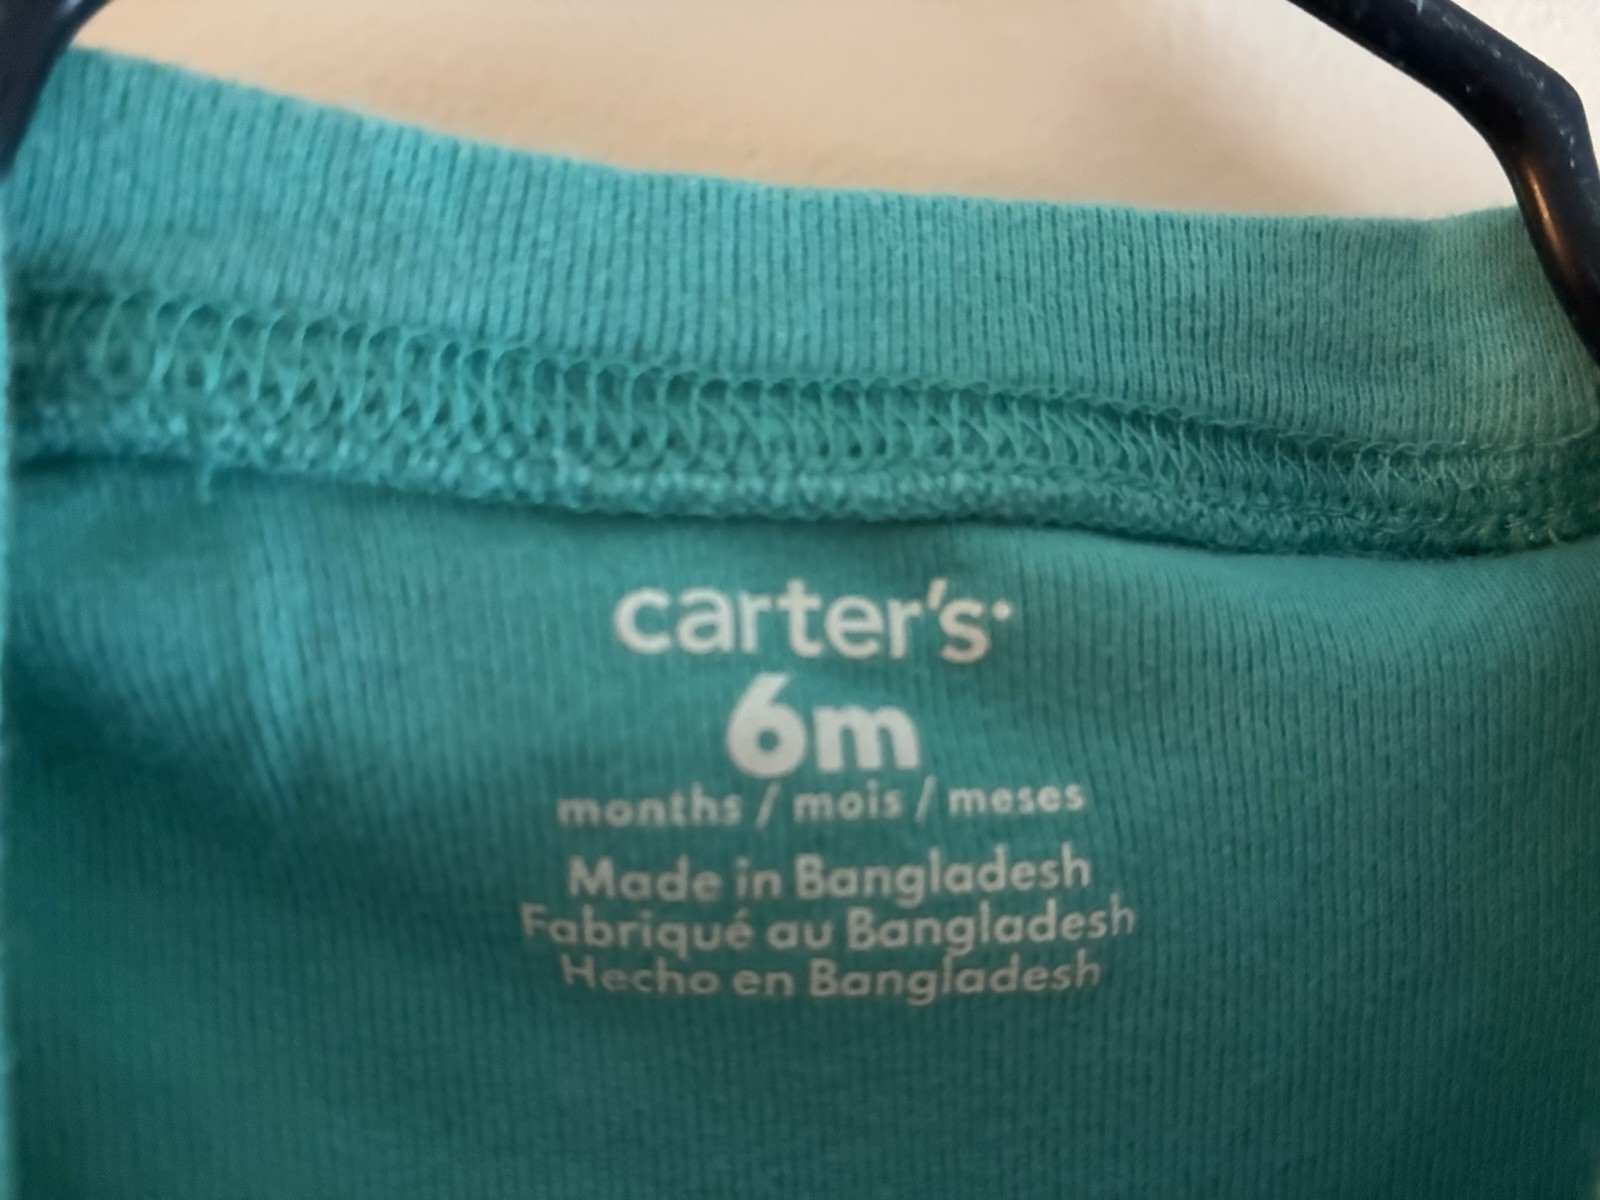 carter's
6m
months / mois / meses
Made in Bangladesh
Fabriqué au Bangladesh
Hecho en Bangladesh